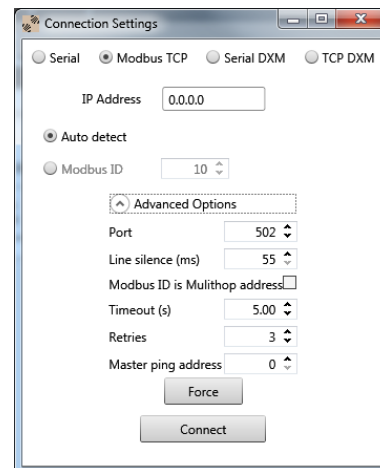 Connection Settings
Serial Modbus TCP Serial DXM TCP DXM
IP Address 0.0.0.0
Auto detect
Modbus ID 10
Advanced Options
Port 502
Line silence (ms) 55
Modbus ID is Mulithop address
Timeout (s) 5.00
Retries 3
Master ping address 0
Force
Connect